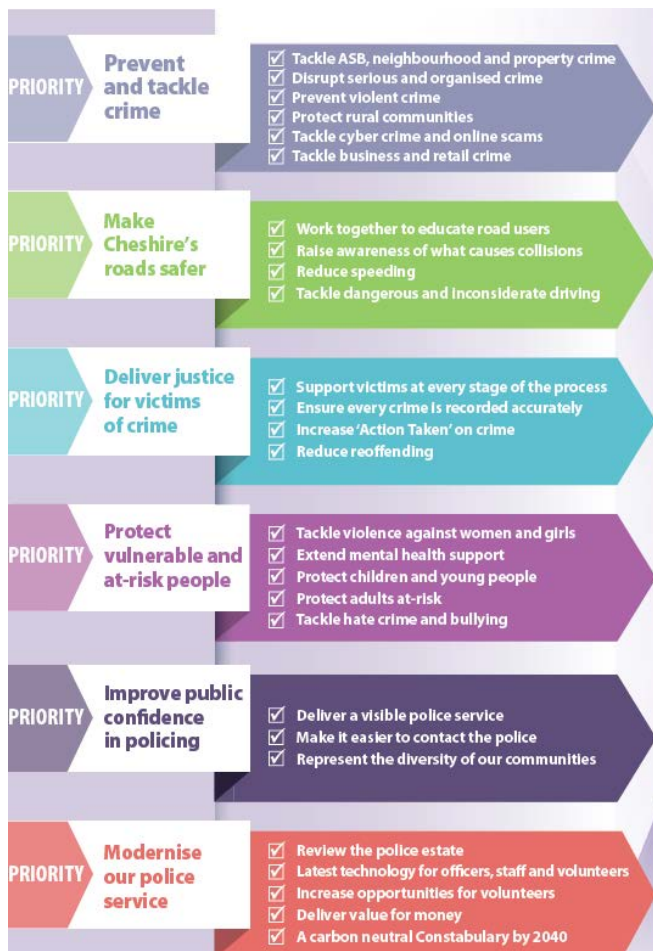 PRIORITY
Prevent
and tackle
crime
Tackle ASB, neighbourhood and property crime
Disrupt serious and organised crime
Prevent violent crime
Protect rural communities
Tackle cyber crime and online scams
Tackle business and retail crime
PRIORITY
Make
Cheshire's
roads safer
Work together to educate road users
Raise awareness of what causes collisions
Reduce speeding
Tackle dangerous and inconsiderate driving
PRIORITY
Deliver justice
for victims
of crime
Support victims at every stage of the process
Ensure every crime is recorded accurately
Increase ‘Action Taken’ on crime
Reduce reoffending
PRIORITY
Protect
vulnerable and
at-risk people
Tackle violence against women and girls
Extend mental health support
Protect children and young people
Protect adults at-risk
Tackle hate crime and bullying
PRIORITY
Improve public
confidence
in policing
Deliver a visible police service
Make it easier to contact the police
Represent the diversity of our communities
PRIORITY
Modernise
our police
service
Review the police estate
Latest technology for officers, staff and volunteers
Increase opportunities for volunteers
Deliver value for money
A carbon neutral Constabulary by 2040